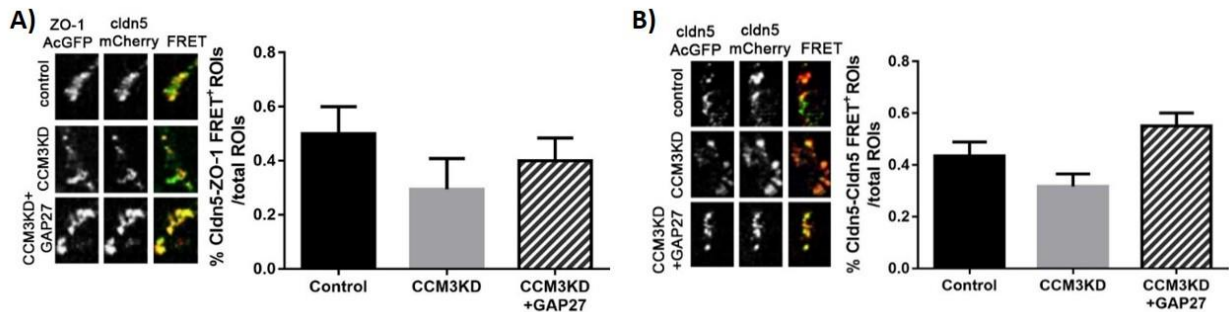 A)
ZO-1 cldn5
AcGFP mCherry FRET
control
CCM3KD
CCM3KD+
GAP27
% Cldn5-ZO-1 FRET+ROIs
/total ROIs
0.8
0.6
0.4
0.2
0.0
Control CCM3KD CCM3KD
+GAP27
B)
cldn5 cldn5
AcGFP mCherry FRET
control
CCM3KD
CCM3KD
+GAP27
% Cldn5-Cldn5 FRET+ROIs
/total ROIs
0.8
0.6
0.4
0.2
0.0
Control CCM3KD CCM3KD
+GAP27